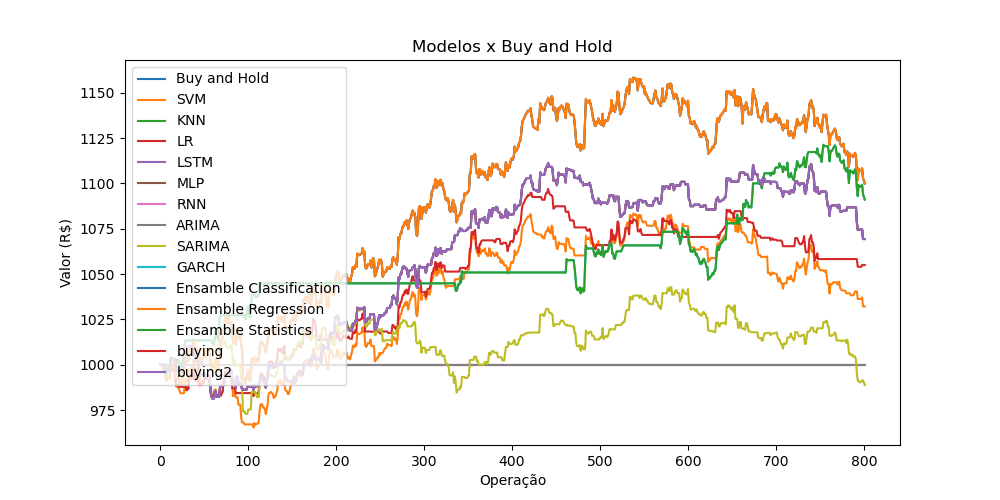 Modelos x Buy and Hold
Valor (R$)
1150
1125
1100
1075
1050
1025
1000
975
Buy and Hold
SVM
KNN
LR
LSTM
MLP
RNN
ARIMA
SARIMA
GARCH
Ensamble Classification
Ensamble Regression
Ensamble Statistics
buying
buying2
0 100 200 300 400 500 600 700 800
Operação